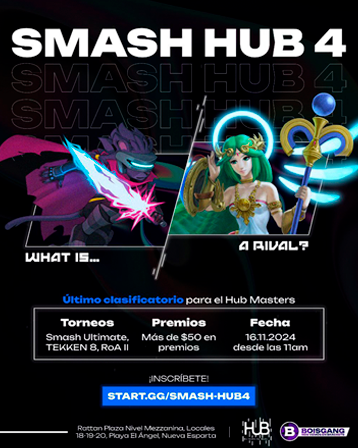 SMASH HUB 4
SMASH HUB 4
SMASH HUB 4
SMASH HUB 4
WHAT IS...
A RIVAL?
Último clasificatorio para el Hub Masters
Torneos
Smash Ultimate,
TEKKEN 8, RoA II
Premios
Más de $50 en
premios
Fecha
16.11.2024
desde las 11am
¡INSCRÍBETE!
START.GG/SMASH-HUB4
Rattan Plaza Nivel Mezzanina, Locales
18-19-20, Playa El Ángel, Nueva Esparta
HUB
BOISGANG